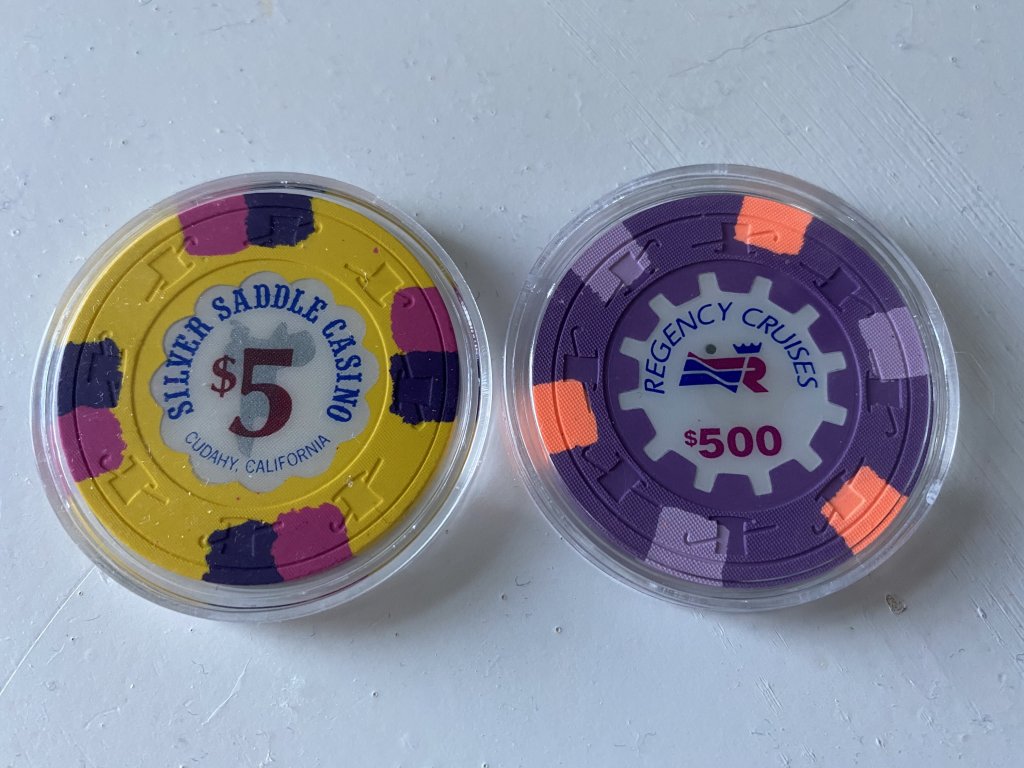 SILVER SADDLE CASINO
$5
CUDAHY, CALIFORNIA
REGENCY CRUISES
R
$500